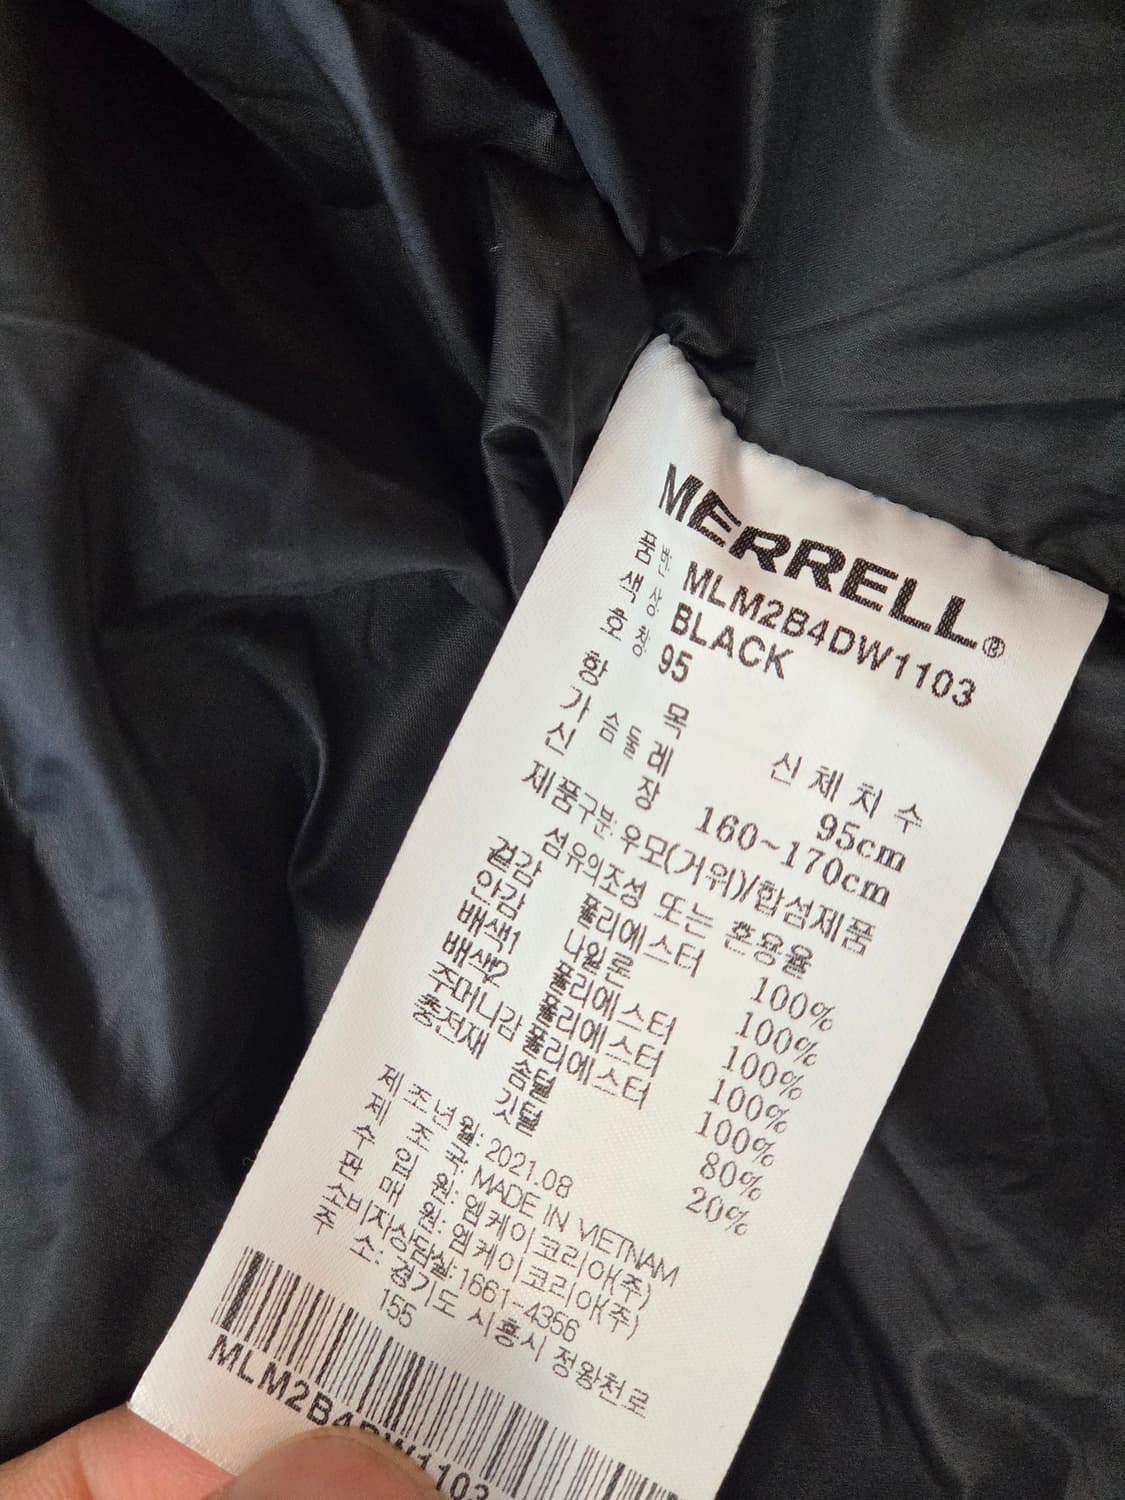 MERRELL®
품번 MLM2B4DW1103
색상 BLACK
호칭 95
항목 신체치수
가슴둘레 95cm
신장 160~170cm
제품구분: 우모(거위)/합섬제품
섬유의조성 또는 혼용율
겉감 폴리에스터 100%
안감 나일론 100%
배색1 폴리에스터 100%
배색2 폴리에스터 100%
주머니감 폴리에스터 100%
충전재 솜털 80%
깃털 20%
제조년월: 2021.08
제조국: MADE IN VIETNAM
수입원: 엠케이코리아(주)
판매원: 엠케이코리아(주)
소비자상담실: 1661-4356
주소: 경기도 시흥시 정왕천로
155
MLM2B4DW1103